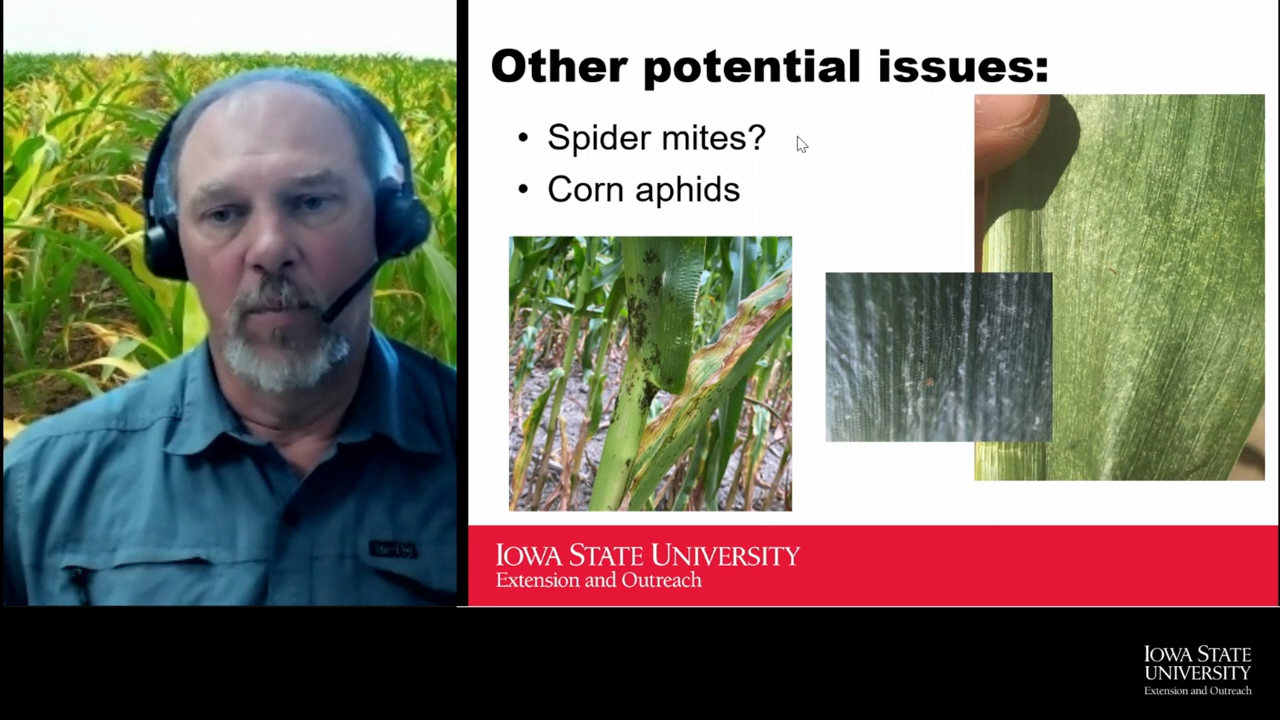 Other potential issues:
• Spider mites?
• Corn aphids
IOWA STATE UNIVERSITY
Extension and Outreach
IOWA STATE
UNIVERSITY
Extension and Outreach